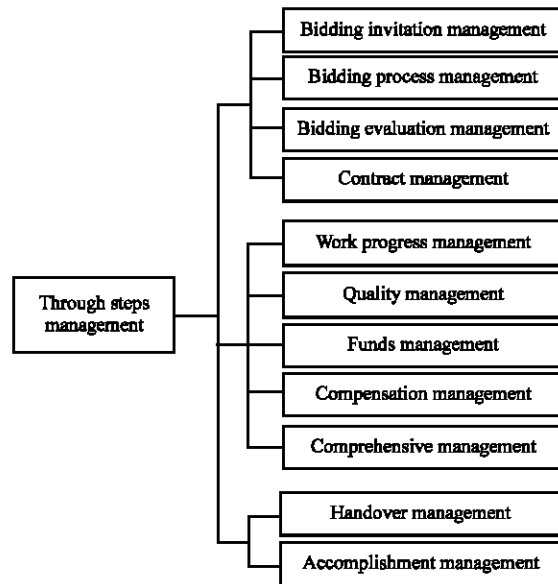 Bidding invitation management
Bidding process management
Bidding evaluation management
Contract management
Work progress management
Through steps
management
Quality management
Funds management
Compensation management
Comprehensive management
Handover management
Accomplishment management